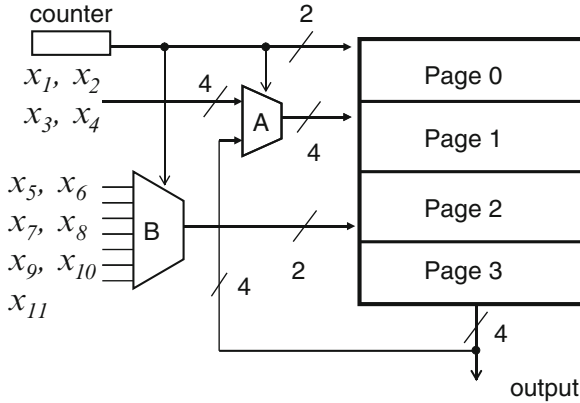 counter
2
x₁, x₂
x₃, x₄
4
A
4
Page 0
Page 1
x₅, x₆
x₇, x₈
x₉, x₁₀
x₁₁
B
2
4
Page 2
Page 3
4
output